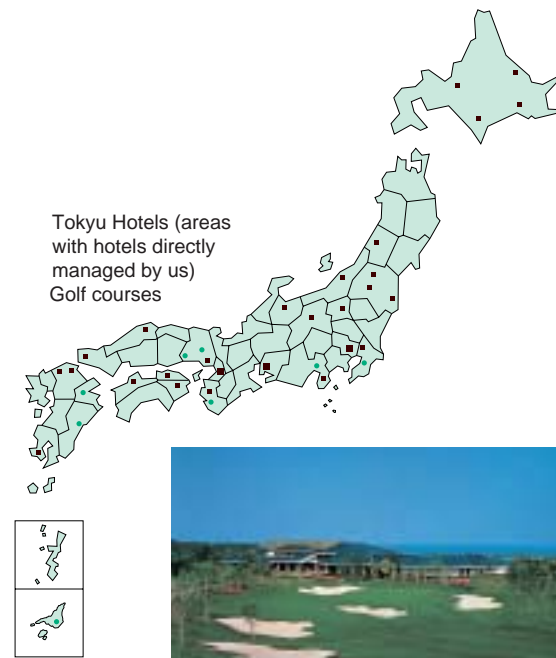 Tokyu Hotels (areas
with hotels directly
managed by us)
Golf courses